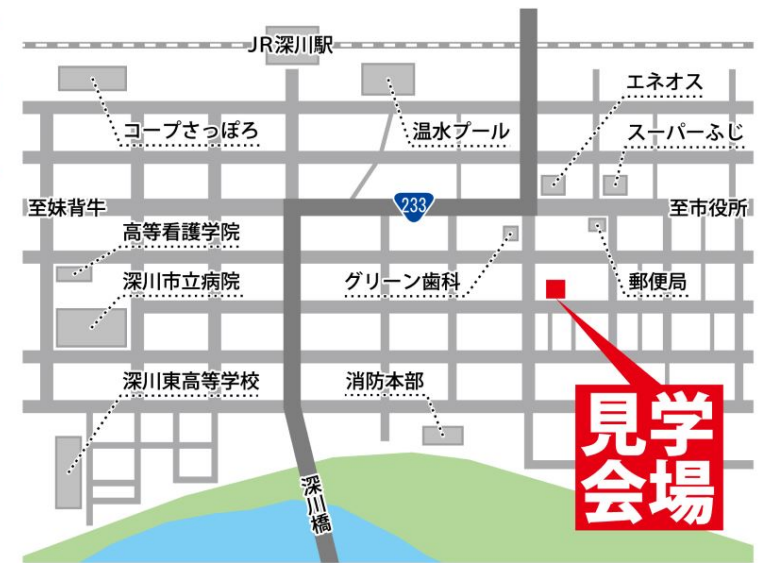 JR深川駅
エネオス
コープさっぽろ
温水プール
スーパーふじ
至妹背牛
233
至市役所
高等看護学院
深川市立病院
グリーン歯科
郵便局
深川東高等学校
消防本部
見学
会場
深川橋